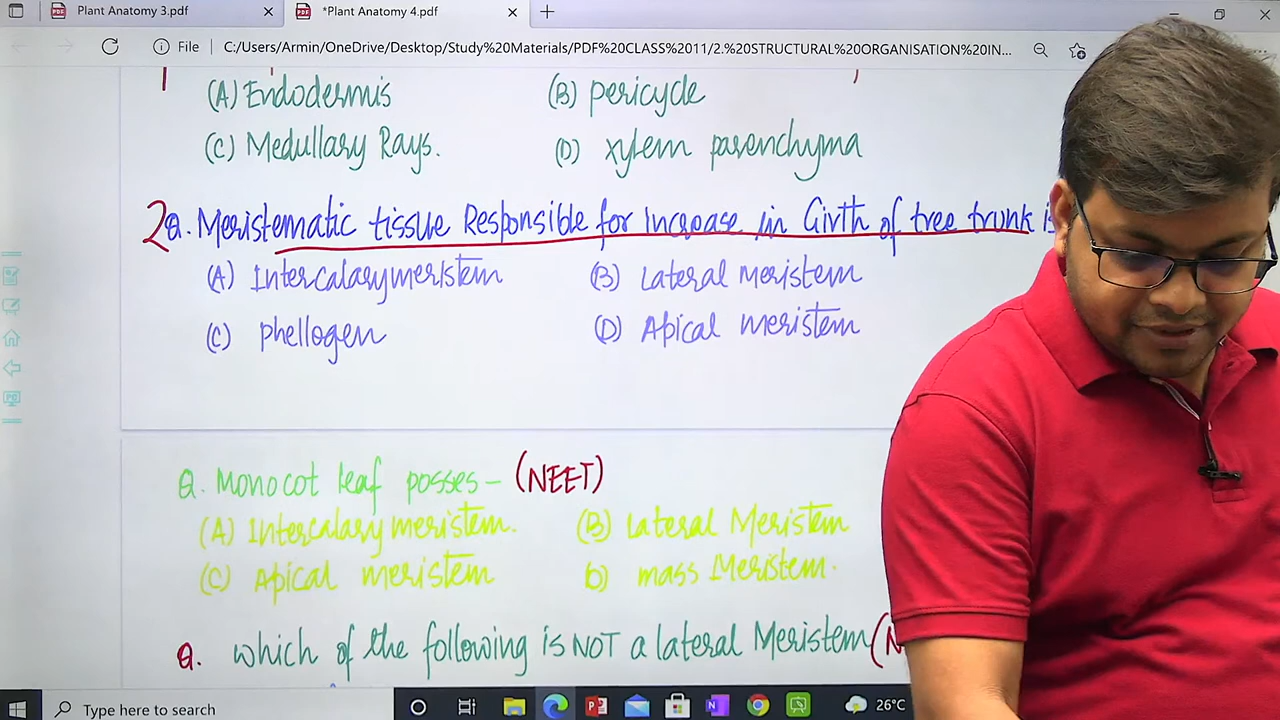 Plant Anatomy 3.pdf
*Plant Anatomy 4.pdf
File
C:/Users/Armin/OneDrive/Desktop/Study%20Materials/PDF%20CLASS%2011/2.%20STRUCTURAL%20ORGANISATION%20IN...
(A) Endodermis (B) pericycle
(C) Medullary Rays. (D) xylem parenchyma
2Q. Meristematic tissue Responsible for Increase in Girth of tree trunk is
(A) Intercalary meristem (B) Lateral meristem
(C) phellogen (D) Apical meristem
Q. Monocot leaf posses - (NEET)
(A) Intercalary meristem. (B) Lateral Meristem
(C) Apical meristem D) mass Meristem.
Q. which of the following is NOT a lateral Meristem (N
Type here to search
26°C